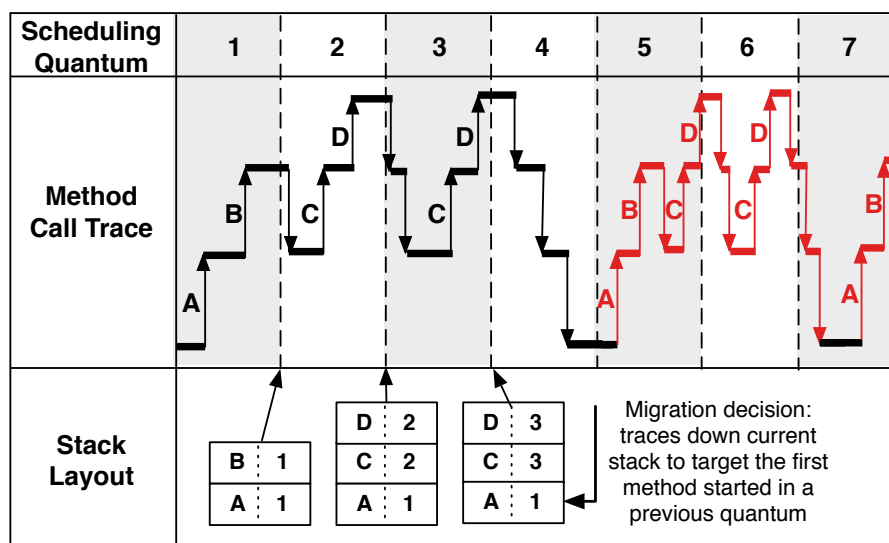 Scheduling
Quantum
1 2 3 4 5 6 7
Method
Call Trace
A B C D C D A B C D C D A B
Stack
Layout
B 1
A 1
D 2
C 2
A 1
D 3
C 3
A 1
Migration decision:
traces down current
stack to target the first
method started in a
previous quantum